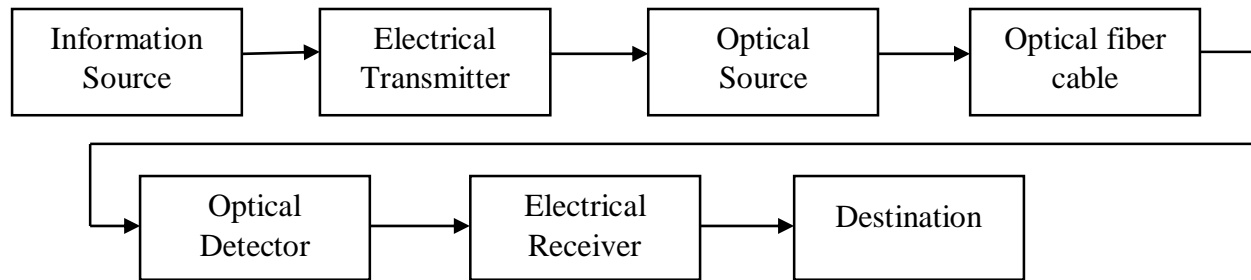 Information
Source
Electrical
Transmitter
Optical
Source
Optical fiber
cable
Optical
Detector
Electrical
Receiver
Destination